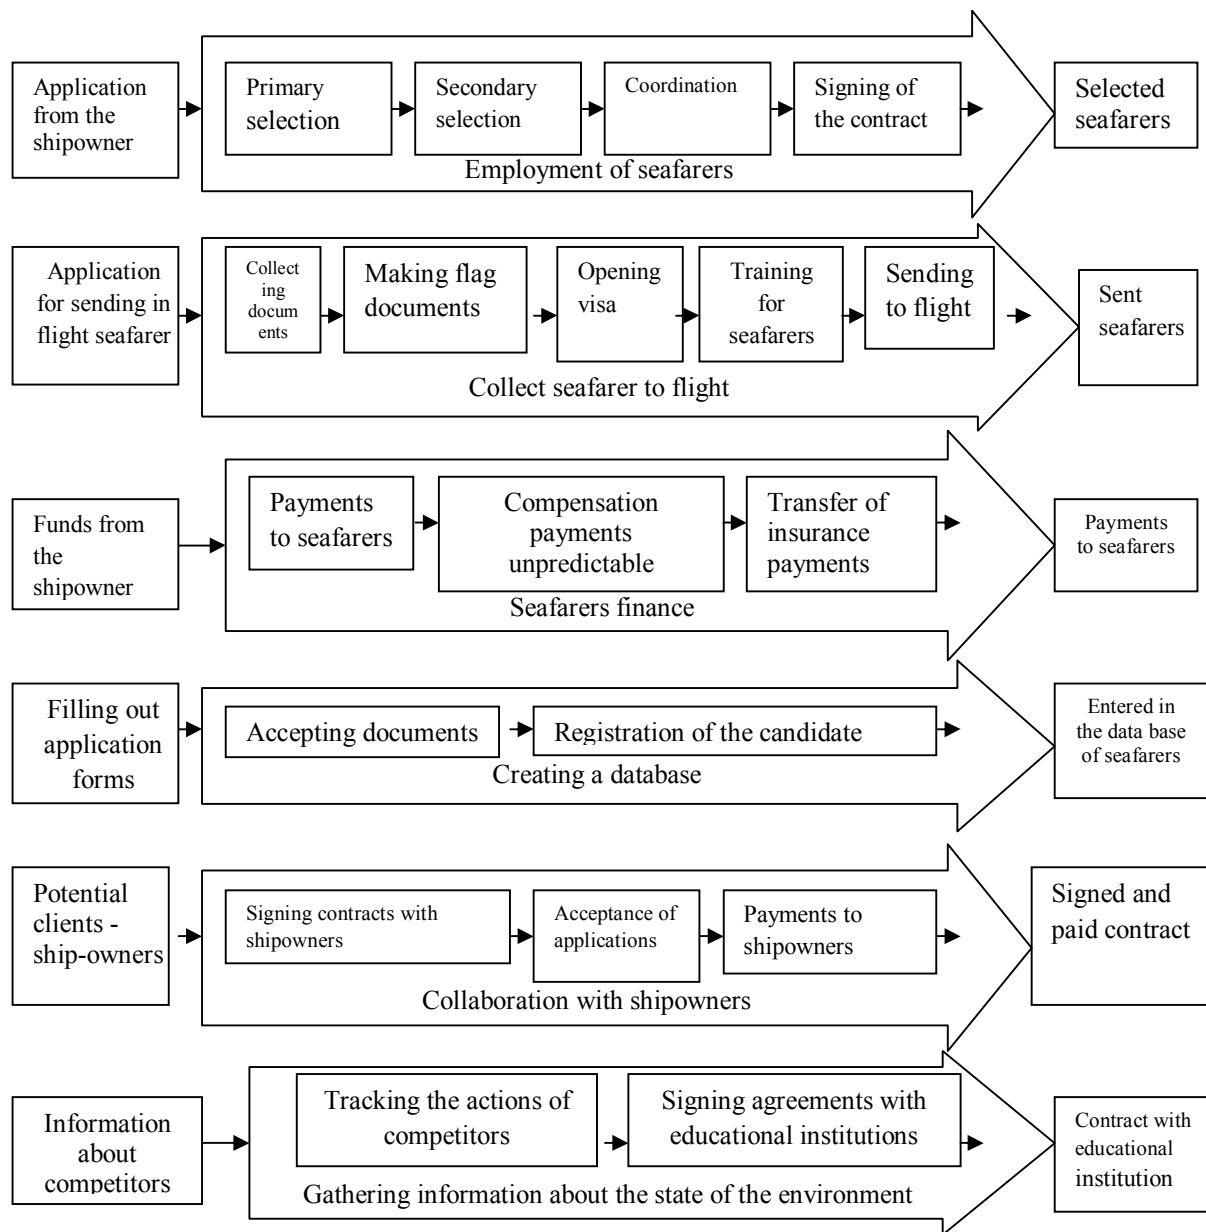 Application
from the
shipowner
Primary
selection
Secondary
selection
Coordination
Signing of
the contract
Employment of seafarers
Selected
seafarers
Application
for sending in
flight seafarer
Collect
ing
docum
ents
Making flag
documents
Opening
visa
Training
for
seafarers
Sending
to flight
Collect seafarer to flight
Sent
seafarers
Funds from
the
shipowner
Payments
to seafarers
Compensation
payments
unpredictable
Transfer of
insurance
payments
Seafarers finance
Payments
to seafarers
Filling out
application
forms
Accepting documents
Registration of the candidate
Creating a database
Entered in
the data base
of seafarers
Potential
clients -
ship-owners
Signing contracts with
shipowners
Acceptance of
applications
Payments to
shipowners
Collaboration with shipowners
Signed and
paid contract
Information
about
competitors
Tracking the actions of
competitors
Signing agreements with
educational institutions
Gathering information about the state of the environment
Contract with
educational
institution